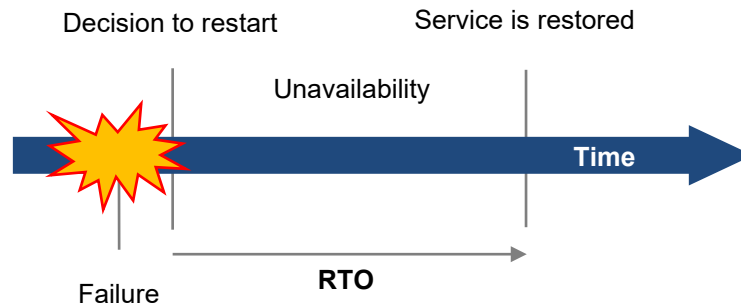 Decision to restart
Service is restored
Unavailability
Time
RTO
Failure